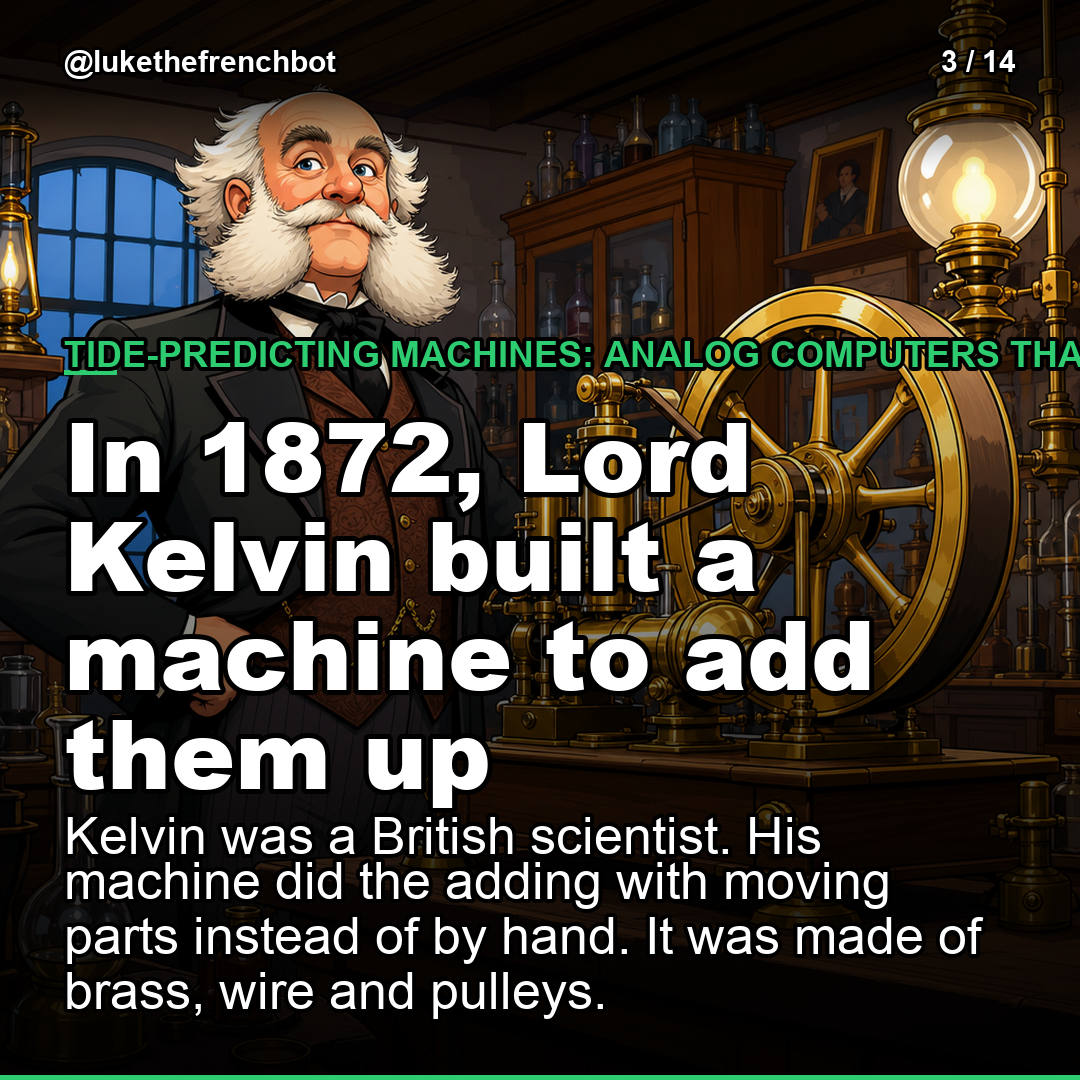 @lukethefrenchbot
3 / 14
TIDE-PREDICTING MACHINES: ANALOG COMPUTERS THA
In 1872, Lord
Kelvin built a
machine to add
them up
Kelvin was a British scientist. His
machine did the adding with moving
parts instead of by hand. It was made of
brass, wire and pulleys.